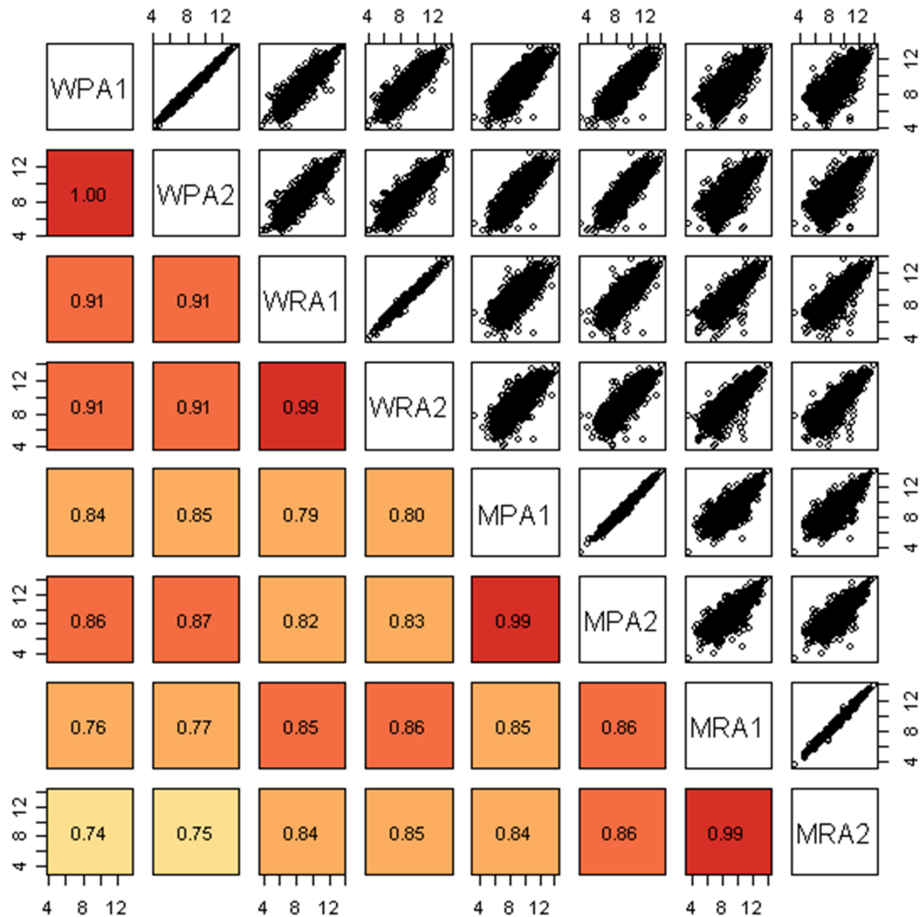 4 8 12 4 8 12 4 8 12 4 8 12
WPA1 4 8 12
4 8 12 1.00 WPA2
0.91 0.91 WRA1 4 8 12
4 8 12 0.91 0.91 0.99 WRA2
0.84 0.85 0.79 0.80 MPA1 4 8 12
4 8 12 0.86 0.87 0.82 0.83 0.99 MPA2
0.76 0.77 0.85 0.86 0.85 0.86 MRA1 4 8 12
4 8 12 0.74 0.75 0.84 0.85 0.84 0.86 0.99 MRA2
4 8 12 4 8 12 4 8 12 4 8 12